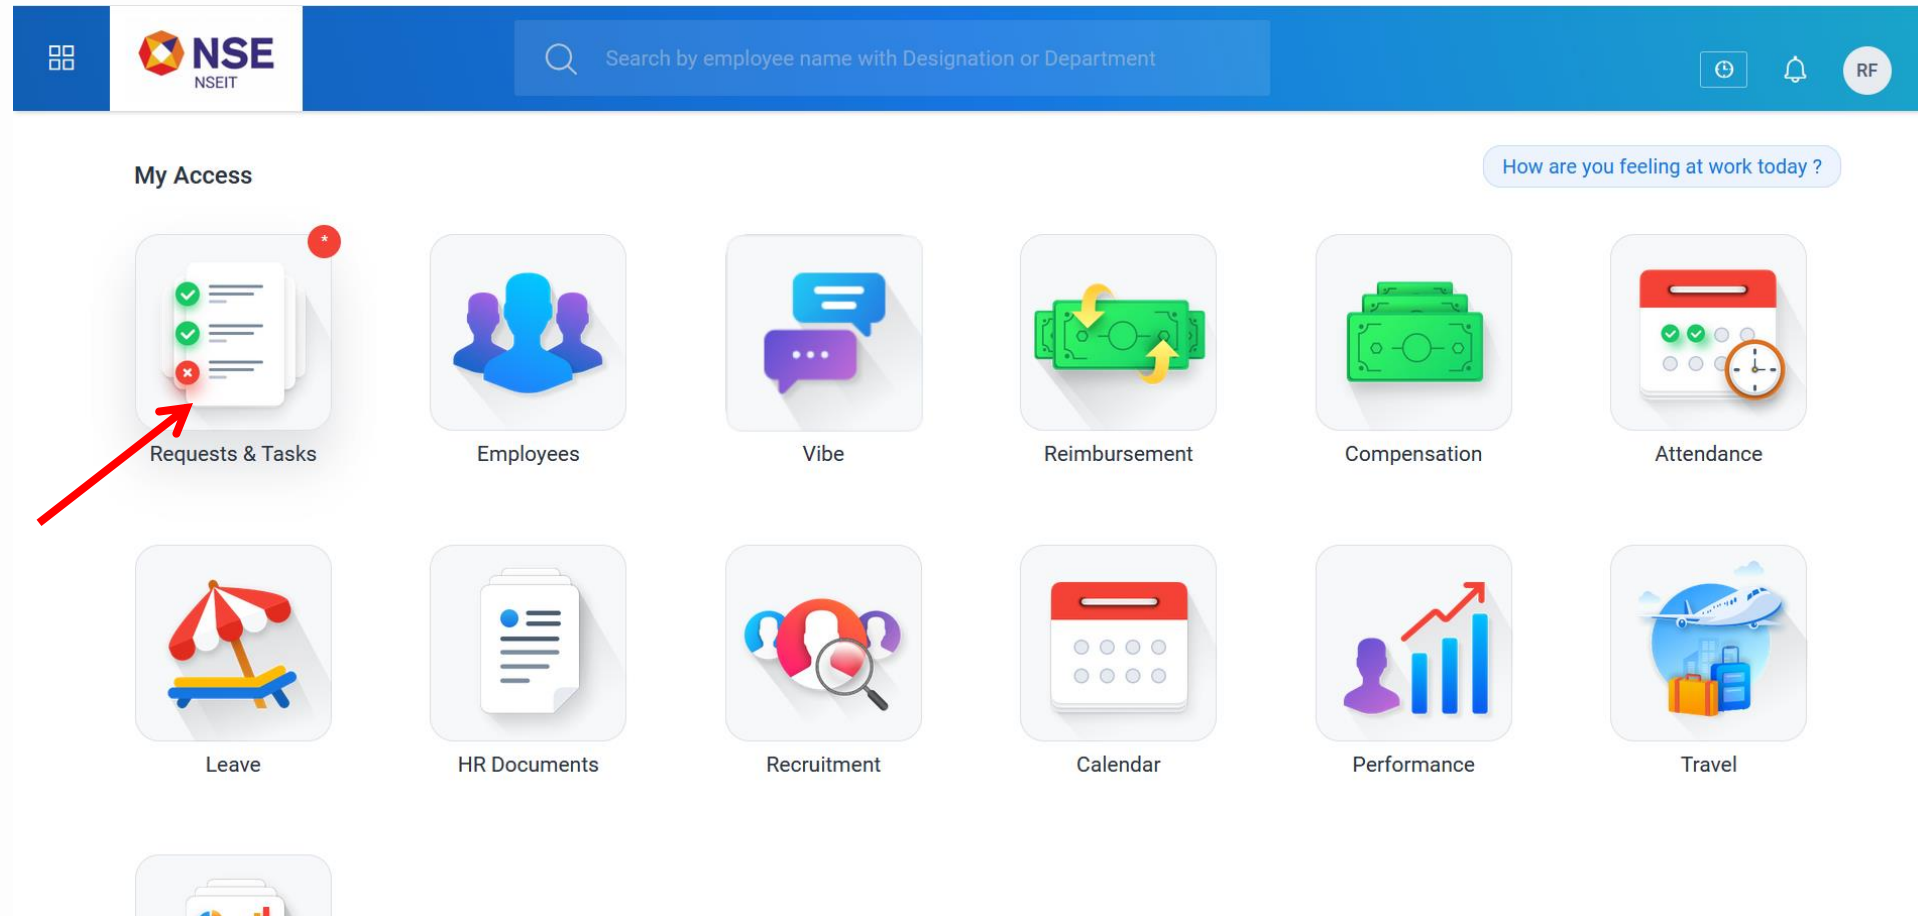 NSE
NSEIT
Search by employee name with Designation or Department
RF
My Access
How are you feeling at work today ?
*
Requests & Tasks
Employees
Vibe
Reimbursement
Compensation
Attendance
Leave
HR Documents
Recruitment
Calendar
Performance
Travel